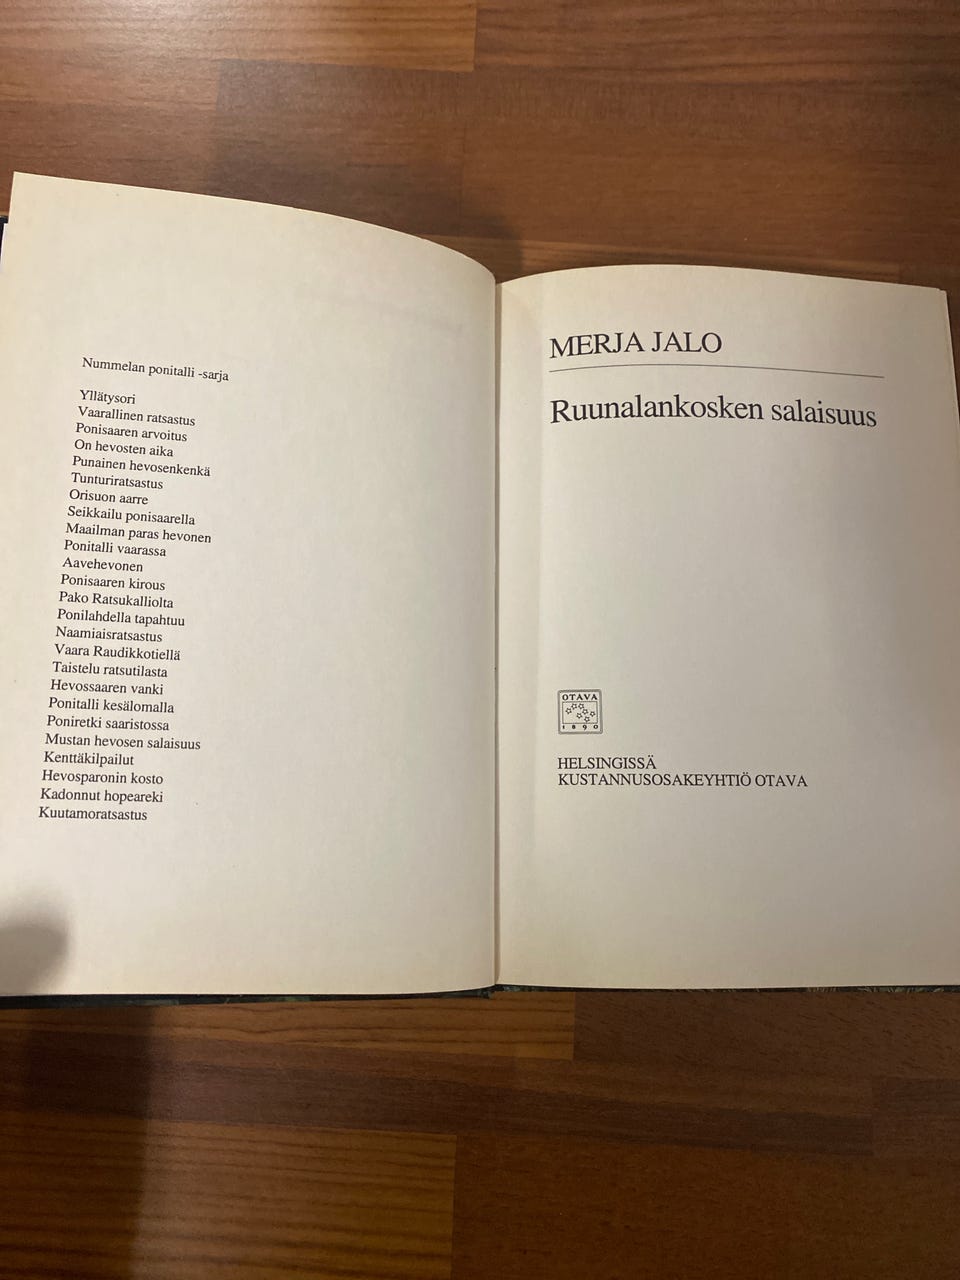 Nummelan ponitalli -sarja
Yllätysori
Vaarallinen ratsastus
Ponisaaren arvoitus
On hevosten aika
Punainen hevosenkenkä
Tunturiratsastus
Orisuon aarre
Seikkailu ponisaarella
Maailman paras hevonen
Ponitalli vaarassa
Aavehevonen
Ponisaaren kirous
Pako Ratsukalliolta
Ponilahdella tapahtuu
Naamiaisratsastus
Vaara Raudikkotiellä
Taistelu ratsutilasta
Hevossaaren vanki
Ponitalli kesälomalla
Poniretki saaristossa
Mustan hevosen salaisuus
Kenttäkilpailut
Hevosparonin kosto
Kadonnut hopeareki
Kuutamoratsastus
MERJA JALO
Ruunalankosken salaisuus
OTAVA
1890
HELSINGISSÄ
KUSTANNUSOSAKEYHTIÖ OTAVA